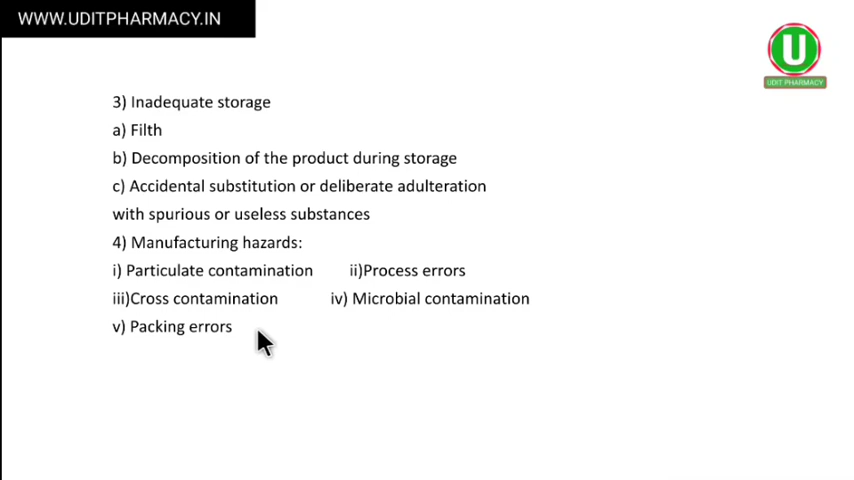 WWW.UDITPHARMACY.IN
U
UDIT PHARMACY
3) Inadequate storage
a) Filth
b) Decomposition of the product during storage
c) Accidental substitution or deliberate adulteration
with spurious or useless substances
4) Manufacturing hazards:
i) Particulate contamination ii)Process errors
iii)Cross contamination iv) Microbial contamination
v) Packing errors